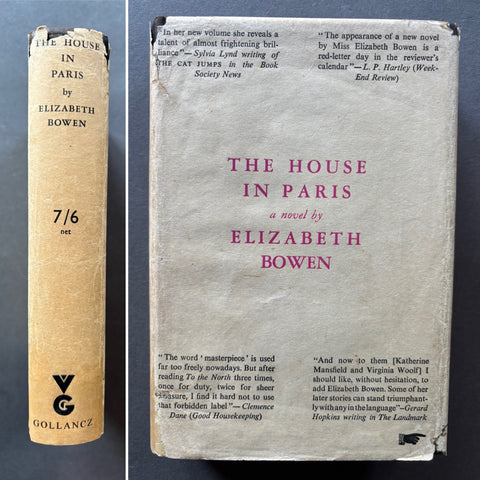 THE HOUSE
IN
PARIS
by
ELIZABETH
BOWEN
7/6
net
VG
GOLLANCZ
"In her new volume she reveals a
talent of almost frightening bril-
liance"—Sylvia Lynd writing of
THE CAT JUMPS in the Book
Society News
"The appearance of a new novel
by Miss Elizabeth Bowen is a
red-letter day in the reviewer's
calendar"—L. P. Hartley (Week-
End Review)
THE HOUSE
IN PARIS
a novel by
ELIZABETH
BOWEN
"The word 'masterpiece' is used
far too freely nowadays. But after
reading To the North three times,
once for duty, twice for sheer
pleasure, I find it hard not to use
that forbidden label"—Clemence
Dane (Good Housekeeping)
"And now to them [Katherine
Mansfield and Virginia Woolf] I
should like, without hesitation, to
add Elizabeth Bowen. Some of her
later stories can stand triumphant-
ly with any in the language"—Gerard
Hopkins writing in The Landmark